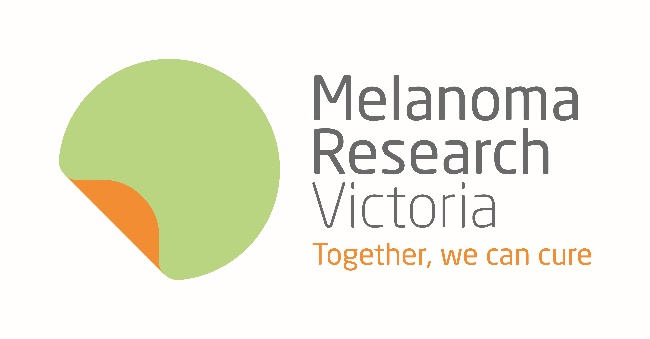 Melanoma
Research
Victoria
Together, we can cure